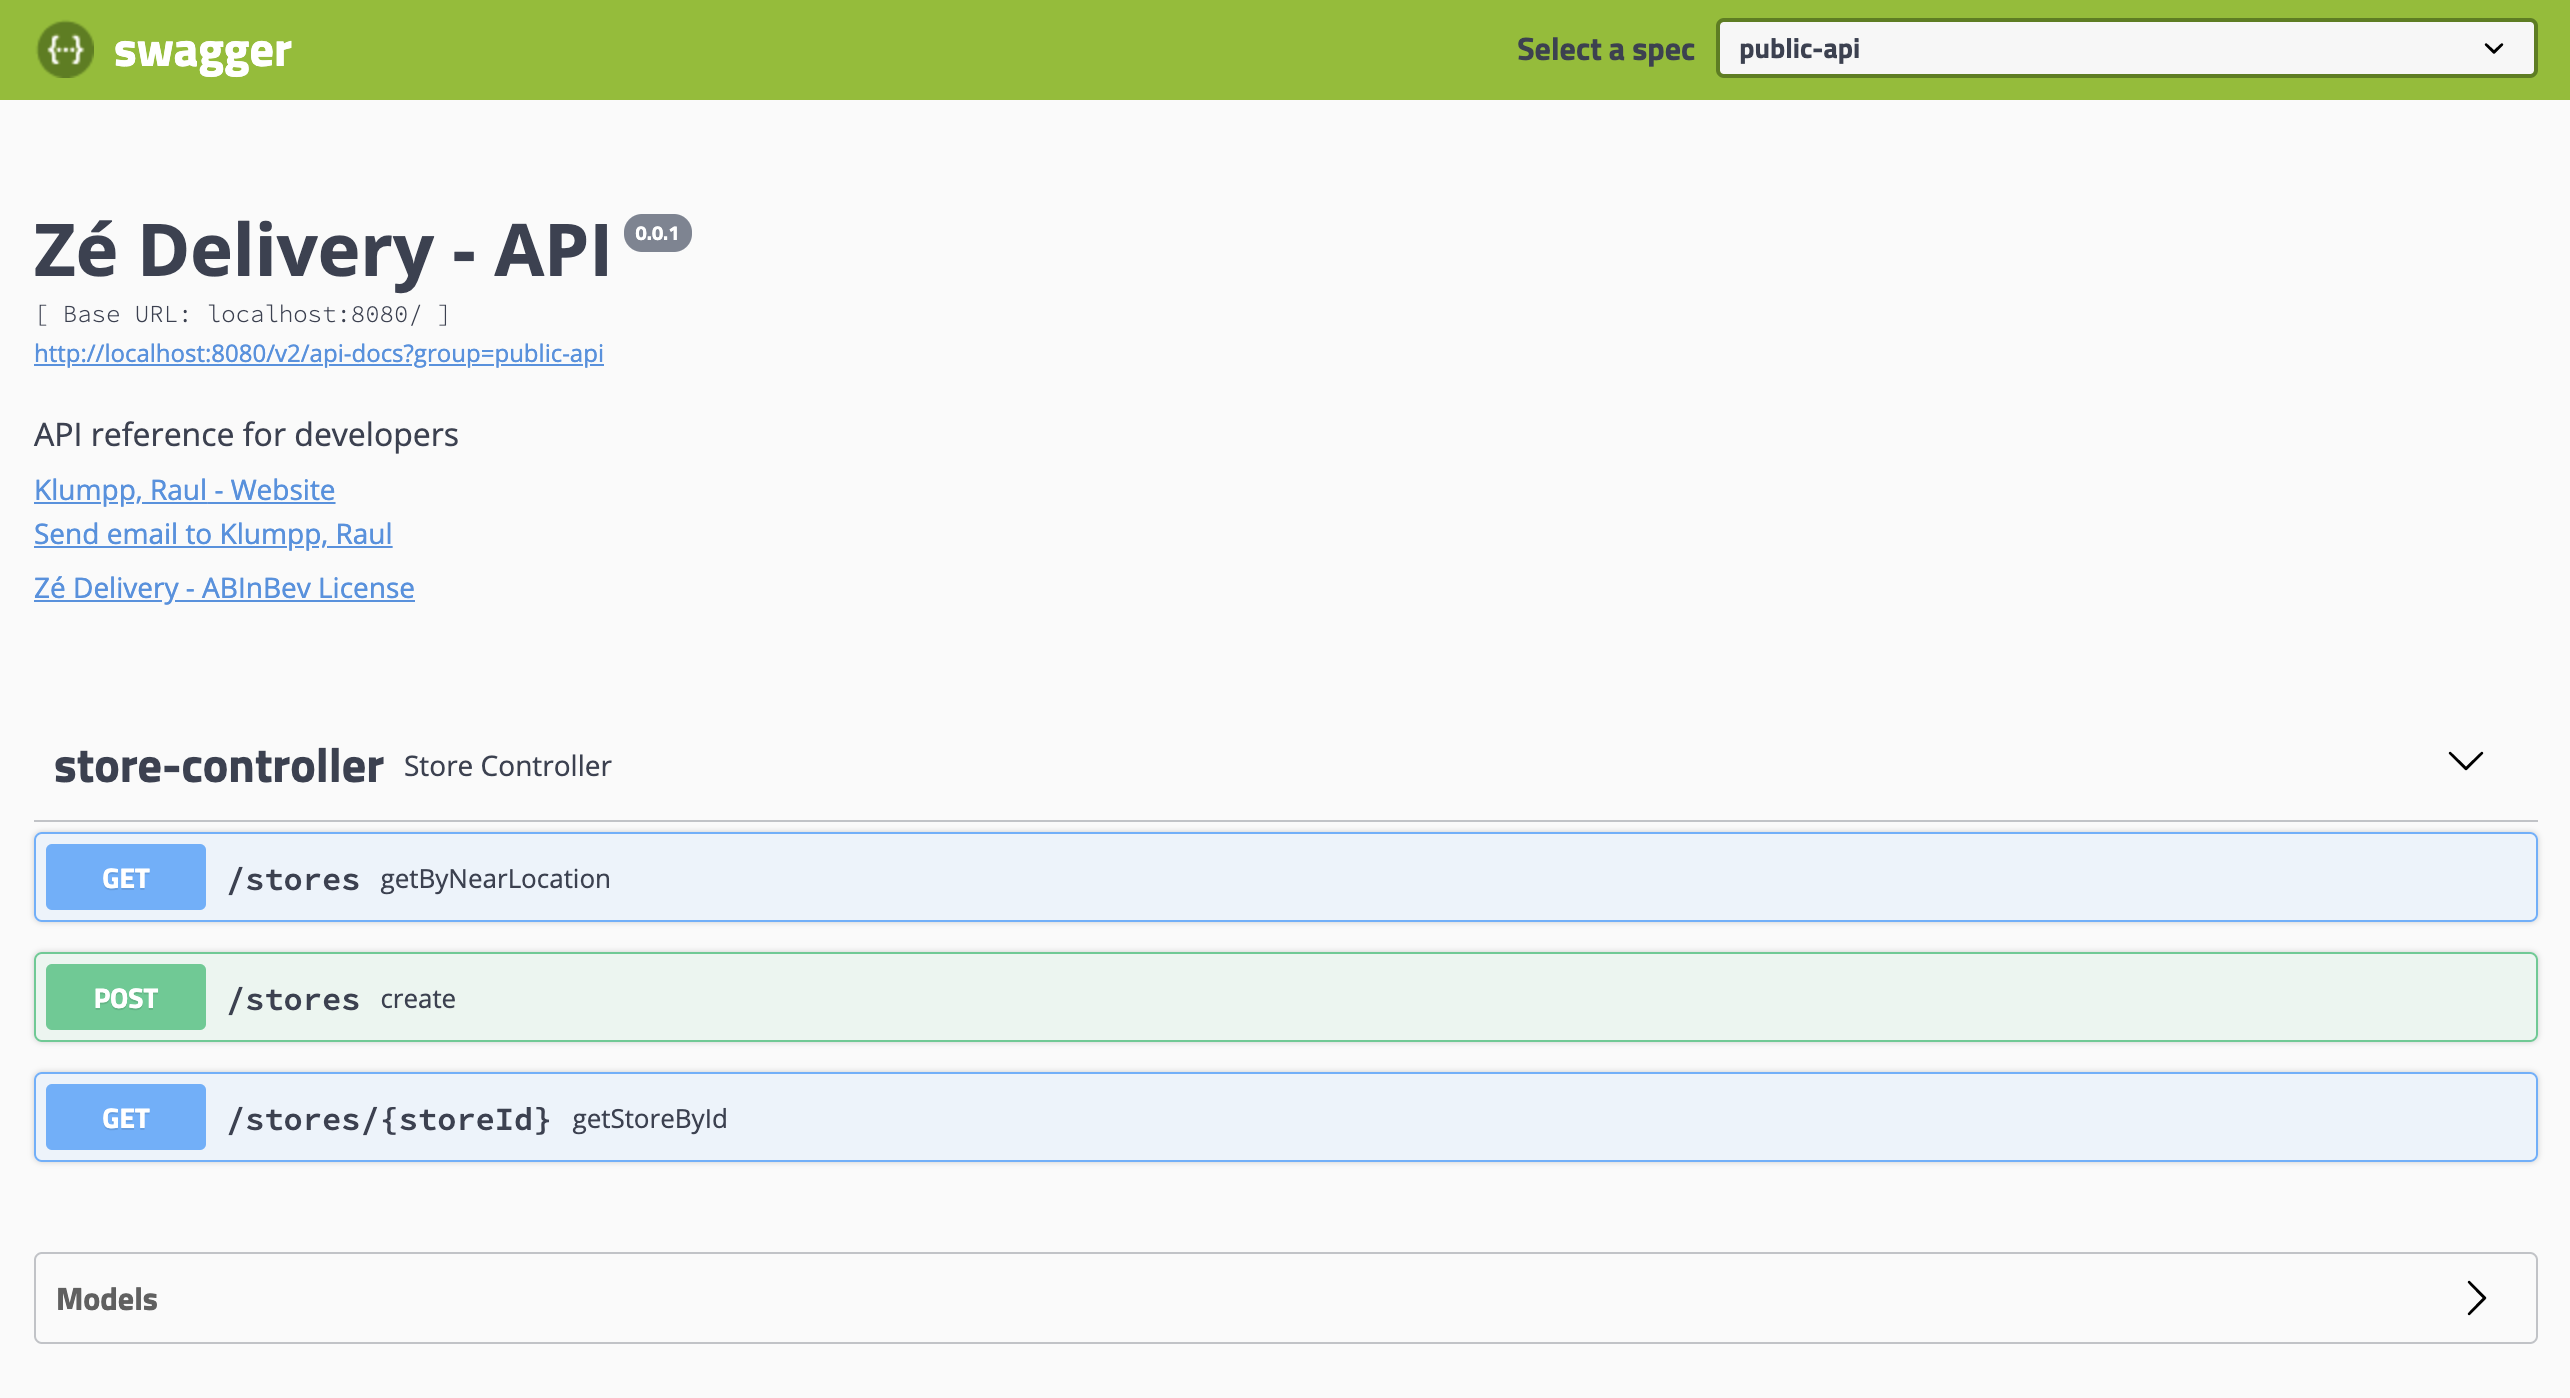 {···} swagger
Select a spec public-api
Zé Delivery - API 0.0.1
[ Base URL: localhost:8080/ ]
http://localhost:8080/v2/api-docs?group=public-api
API reference for developers
Klumpp, Raul - Website
Send email to Klumpp, Raul
Zé Delivery - ABInBev License
store-controller Store Controller
GET /stores getByNearLocation
POST /stores create
GET /stores/{storeId} getStoreById
Models